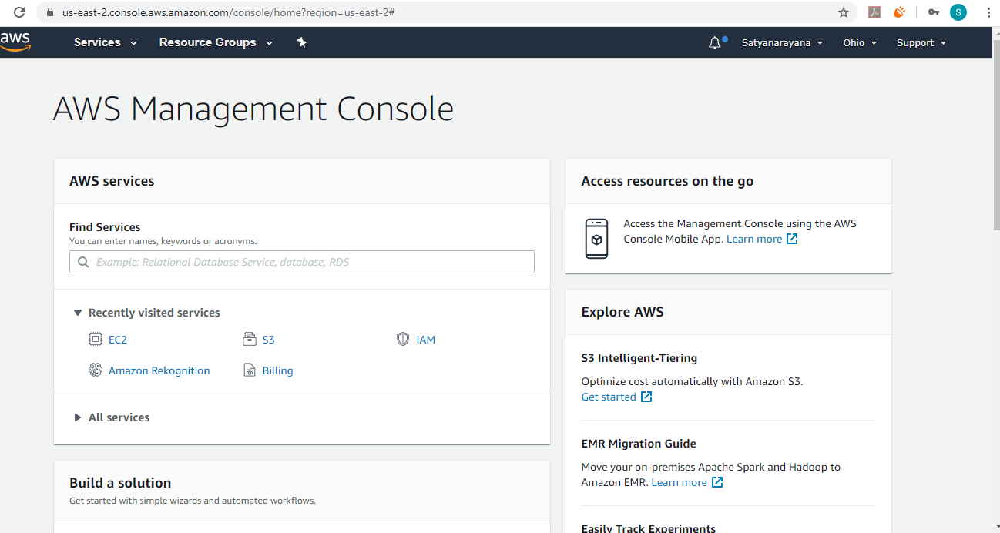 us-east-2.console.aws.amazon.com/console/home?region=us-east-2#
S
aws
Services
Resource Groups
Satyanarayana
Ohio
Support
AWS Management Console
AWS services
Find Services
You can enter names, keywords or acronyms.
Example: Relational Database Service, database, RDS
Recently visited services
EC2
S3
IAM
Amazon Rekognition
Billing
All services
Build a solution
Get started with simple wizards and automated workflows.
Access resources on the go
Access the Management Console using the AWS
Console Mobile App. Learn more
Explore AWS
S3 Intelligent-Tiering
Optimize cost automatically with Amazon S3.
Get started
EMR Migration Guide
Move your on-premises Apache Spark and Hadoop to
Amazon EMR. Learn more
Easily Track Experiments